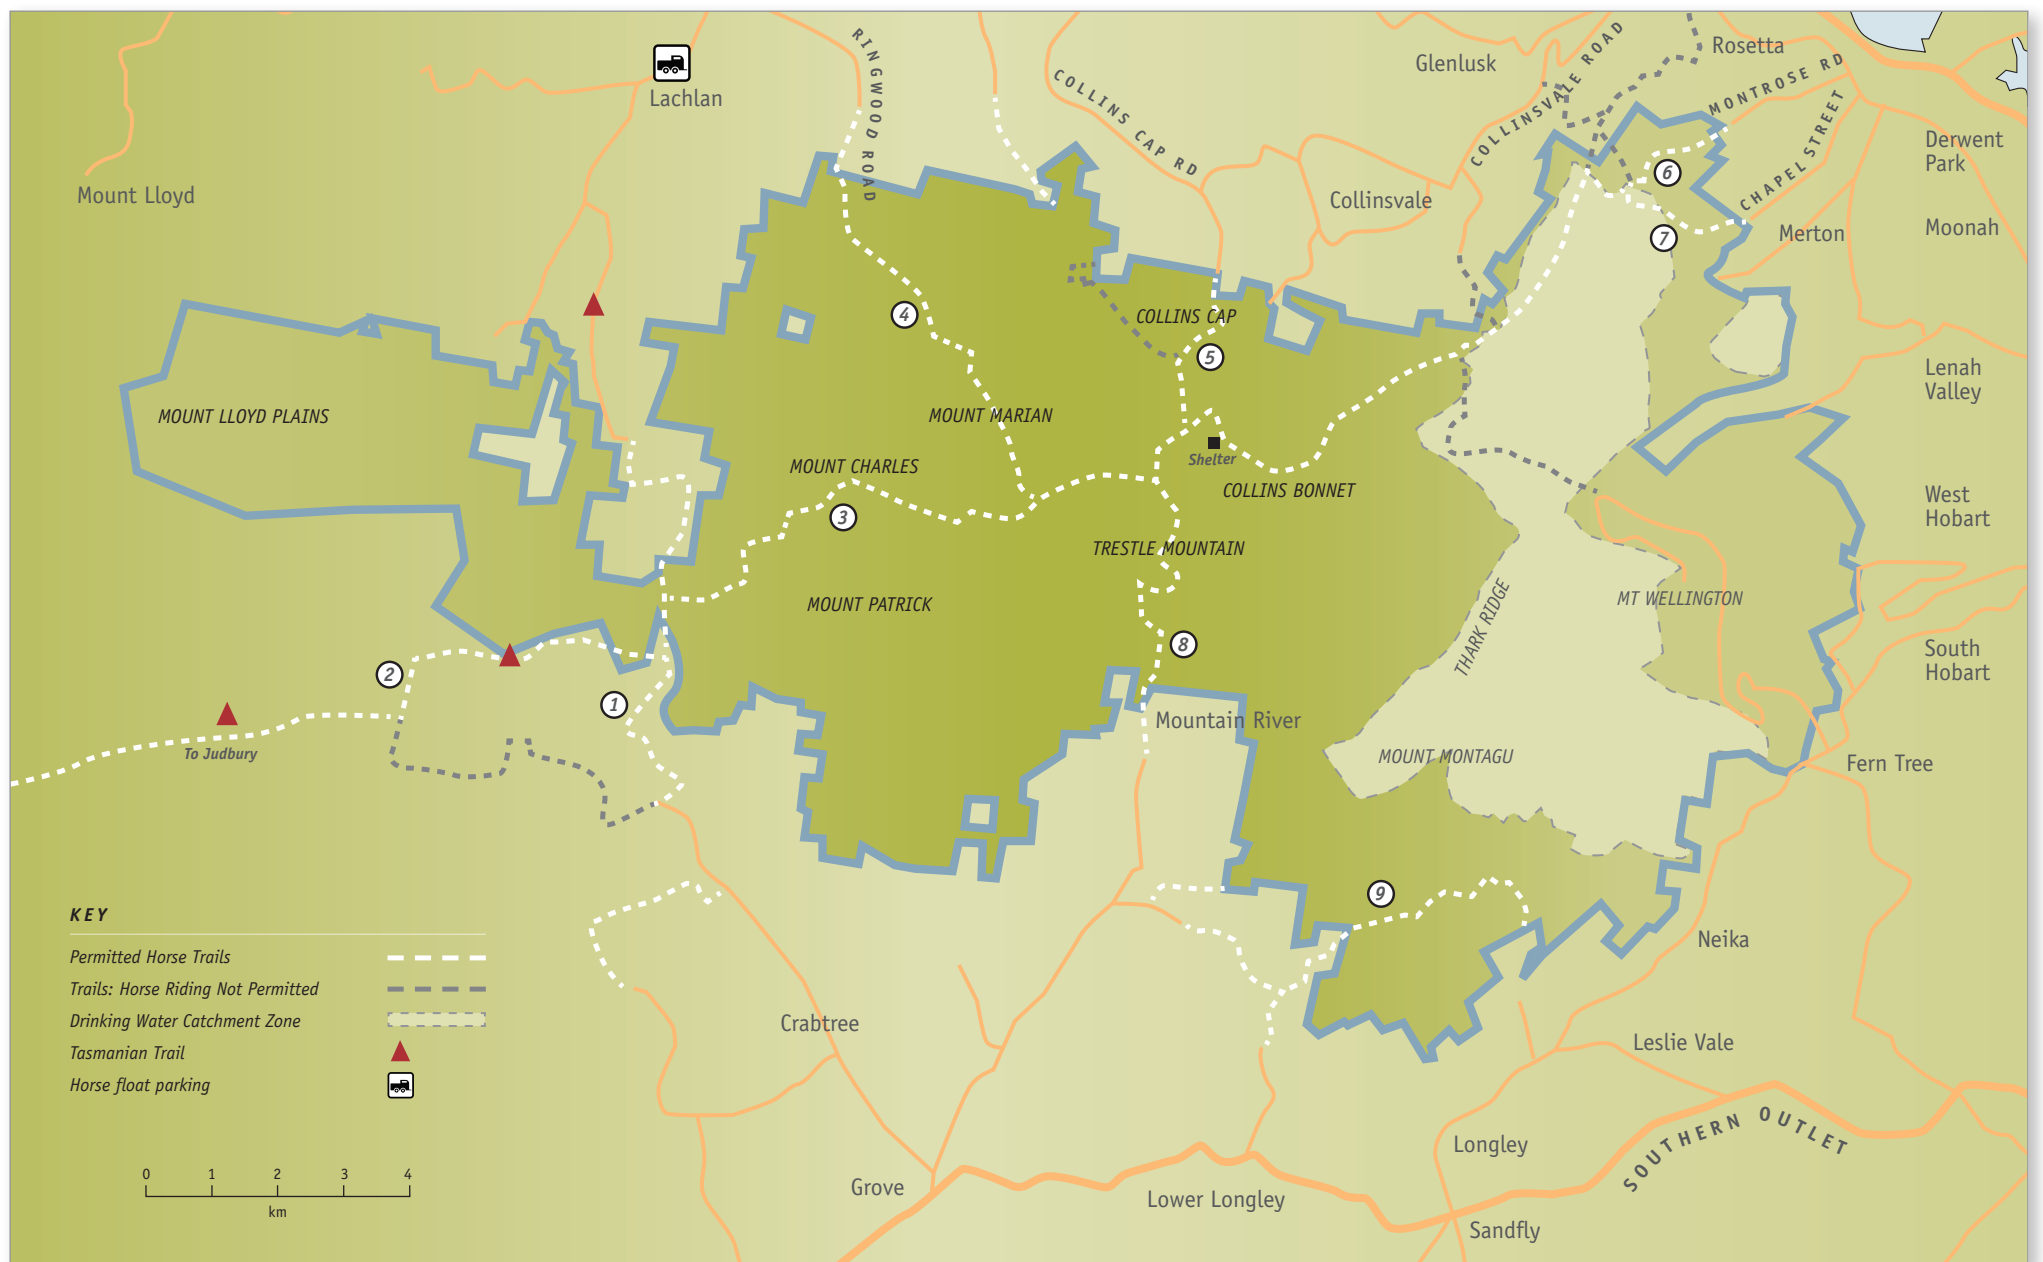 RINGWOOD ROAD
COLLINS CAP RD
Glenlusk
COLLINSVALE ROAD
Rosetta
MONTROSE RD
CHAPEL STREET
Lachlan
Mount Lloyd
Collinsvale
Derwent
Park
Moonah
Merton
6
7
4
COLLINS CAP
5
MOUNT LLOYD PLAINS
MOUNT MARIAN
Lenah
Valley
MOUNT CHARLES
Shelter
COLLINS BONNET
West
Hobart
3
TRESTLE MOUNTAIN
MOUNT PATRICK
THARK RIDGE
MT WELLINGTON
8
South
Hobart
2
1
Mountain River
To Judbury
MOUNT MONTAGU
Fern Tree
9
KEY
Permitted Horse Trails
Trails: Horse Riding Not Permitted
Drinking Water Catchment Zone
Tasmanian Trail
Horse float parking
Neika
Crabtree
Leslie Vale
SOUTHERN OUTLET
Longley
0 1 2 3 4
km
Grove
Lower Longley
Sandfly